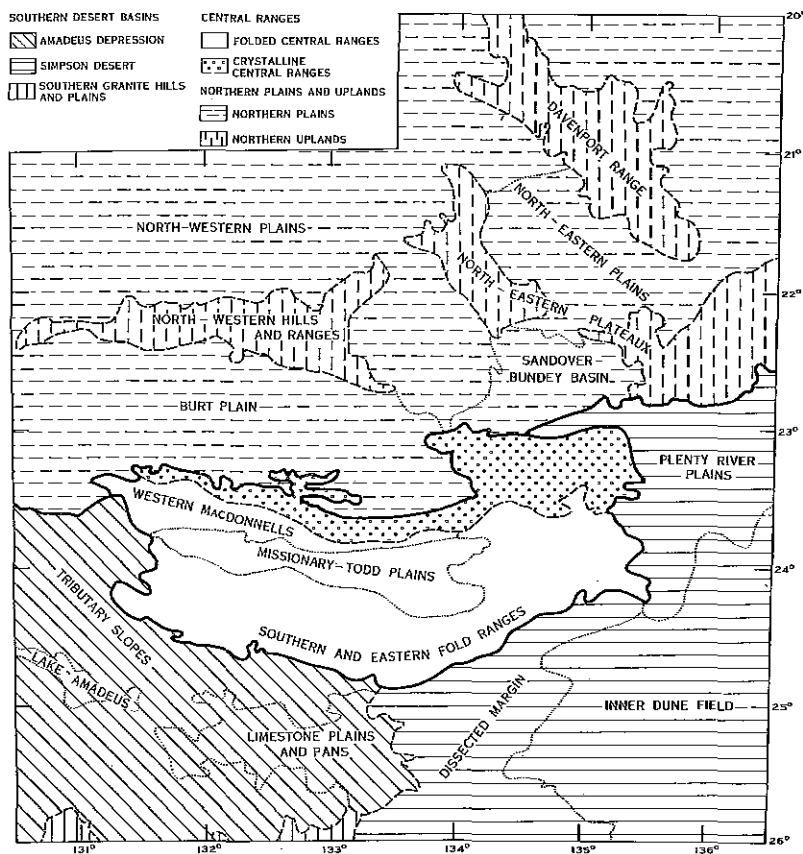 SOUTHERN DESERT BASINS
AMADEUS DEPRESSION
SIMPSON DESERT
SOUTHERN GRANITE HILLS
AND PLAINS
CENTRAL RANGES
FOLDED CENTRAL RANGES
CRYSTALLINE
CENTRAL RANGES
NORTHERN PLAINS AND UPLANDS
NORTHERN PLAINS
NORTHERN UPLANDS
20°
DAVENPORT RANGE
21°
NORTH-WESTERN PLAINS
NORTH-EASTERN PLAINS
NORTH-EASTERN PLATEAUX
22°
NORTH-WESTERN HILLS
AND RANGES
SANDOVER-
BUNDEY BASIN
BURT PLAIN
23°
PLENTY RIVER
PLAINS
WESTERN MACDONNELLS
MISSIONARY-TODD PLAINS
24°
TRIBUTARY SLOPES
SOUTHERN AND EASTERN FOLD RANGES
LAKE AMADEUS
LIMESTONE PLAINS
AND PANS
DISSECTED MARGIN
INNER DUNE FIELD
25°
26°
131°
132°
133°
134°
135°
136°